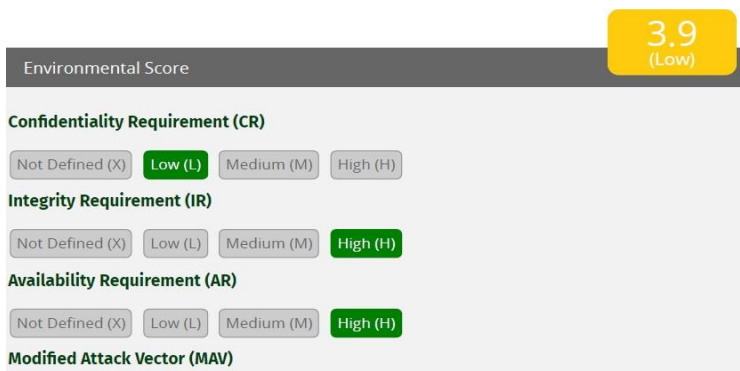 3.9
(Low)
Environmental Score
Confidentiality Requirement (CR)
Not Defined (X) Low (L) Medium (M) High (H)
Integrity Requirement (IR)
Not Defined (X) Low (L) Medium (M) High (H)
Availability Requirement (AR)
Not Defined (X) Low (L) Medium (M) High (H)
Modified Attack Vector (MAV)